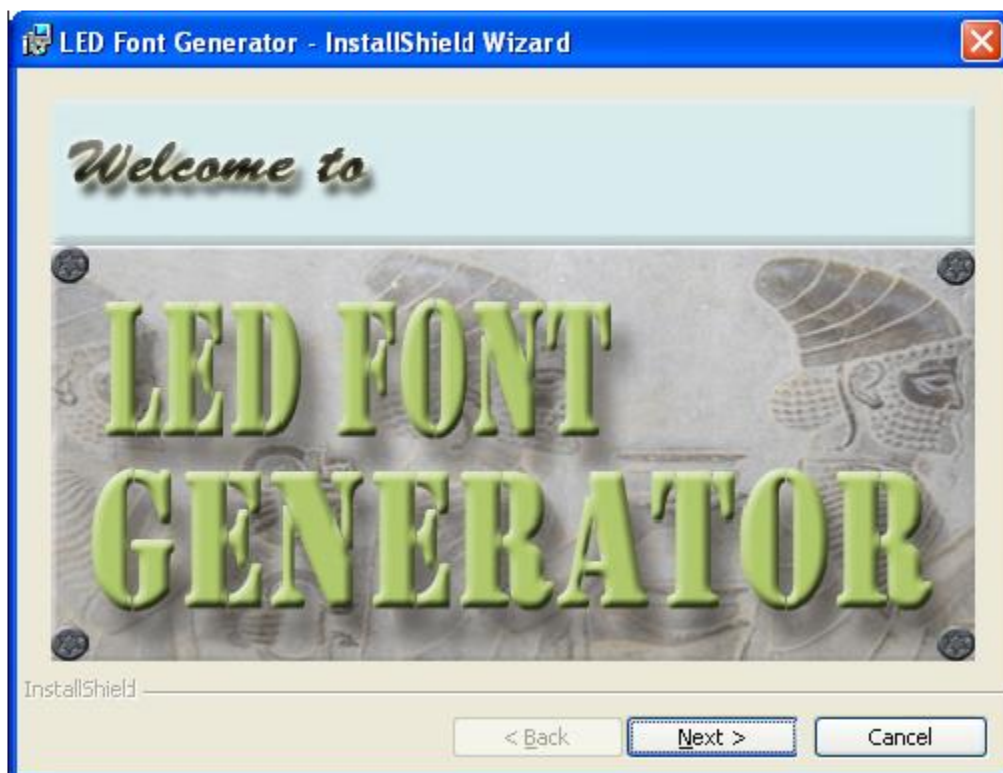 LED Font Generator - InstallShield Wizard
Welcome to
LED FONT
GENERATOR
InstallShield
< Back
Next >
Cancel